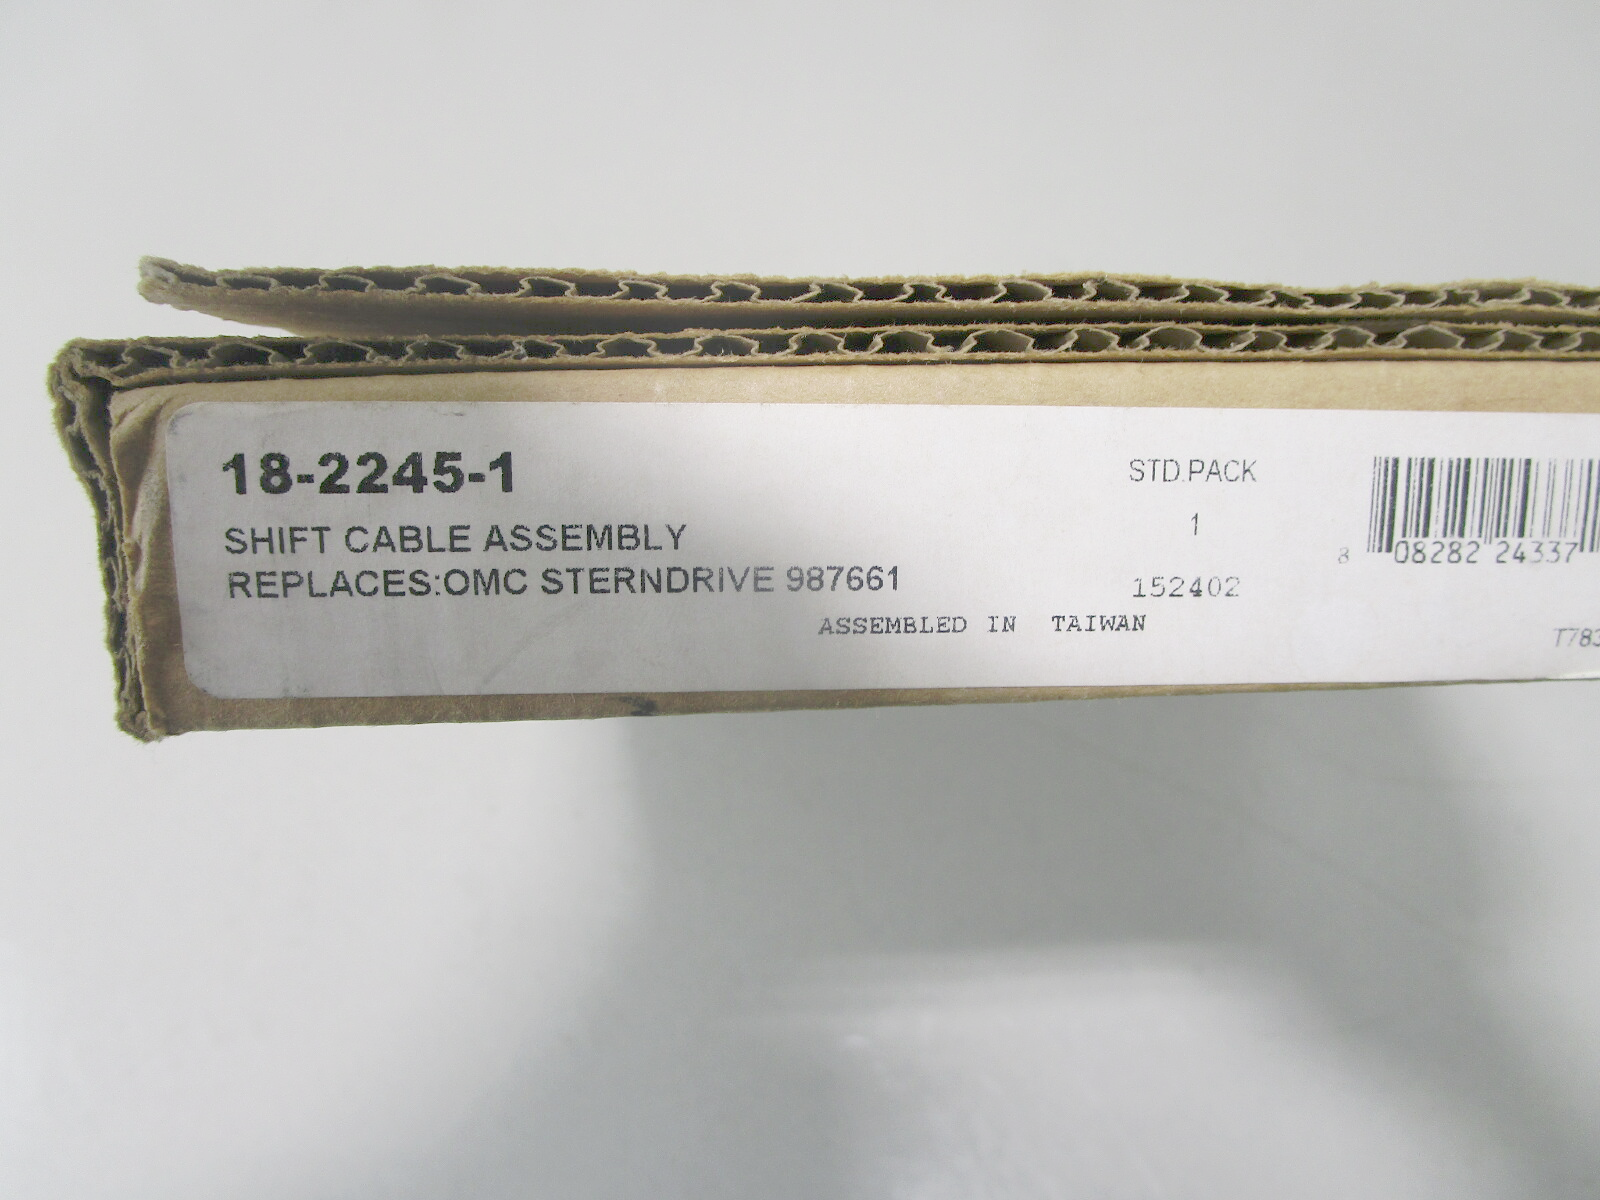 18-2245-1
SHIFT CABLE ASSEMBLY
REPLACES:OMC STERNDRIVE 987661
ASSEMBLED IN TAIWAN
STD.PACK
1
152402
8 08282 24337
T783